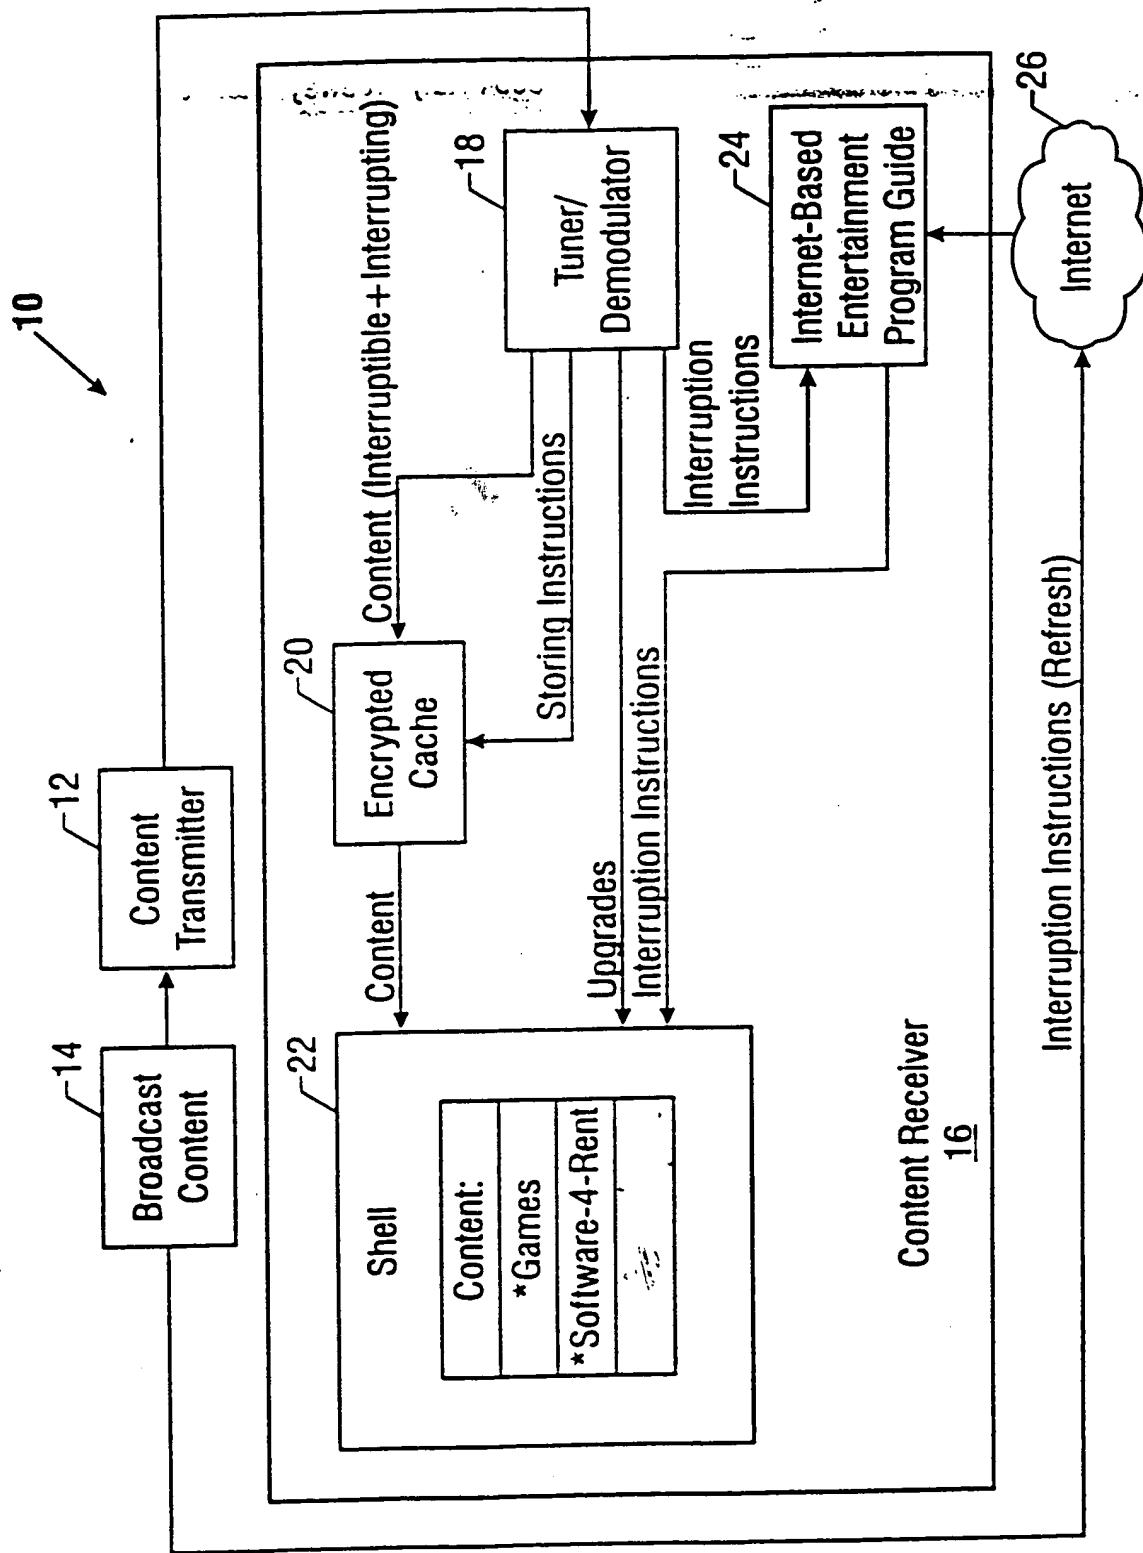 10
14
Broadcast
Content
12
Content
Transmitter
22
Shell
Content:
*Games
*Software-4-Rent
Content
20
Encrypted
Cache
Content (Interruptible+Interrupting)
Storing Instructions
18
Tuner/
Demodulator
Upgrades
Interruption Instructions
Interruption
Instructions
24
Internet-Based
Entertainment
Program Guide
Content Receiver
16
26
Internet
Interruption Instructions (Refresh)